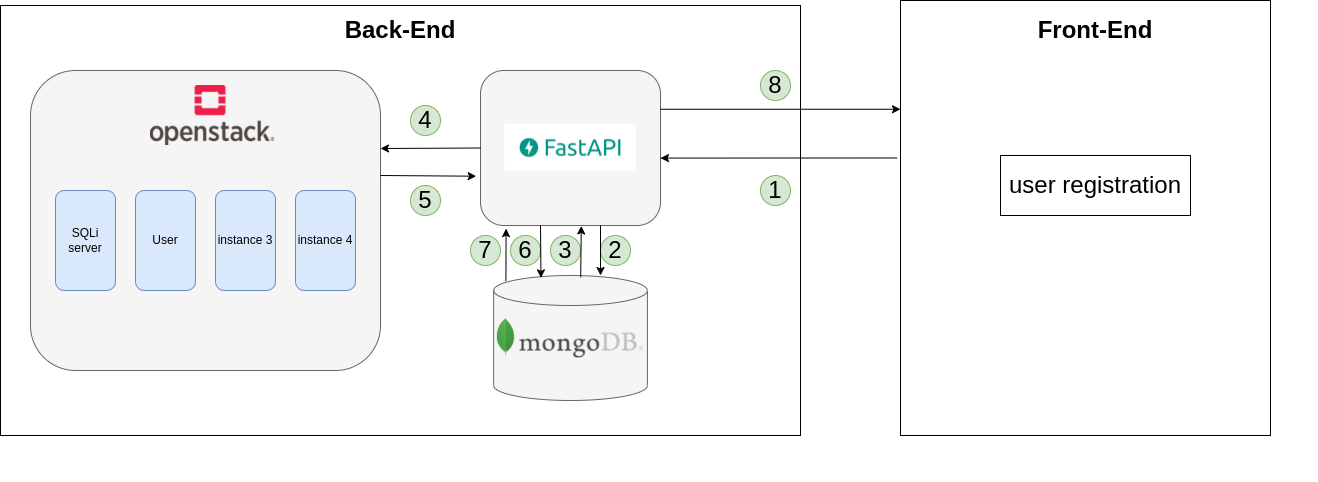 Back-End
Front-End
openstack.
SQLi
server
User
instance 3
instance 4
4
5
FastAPI
8
1
user registration
7
6
3
2
mongoDB.